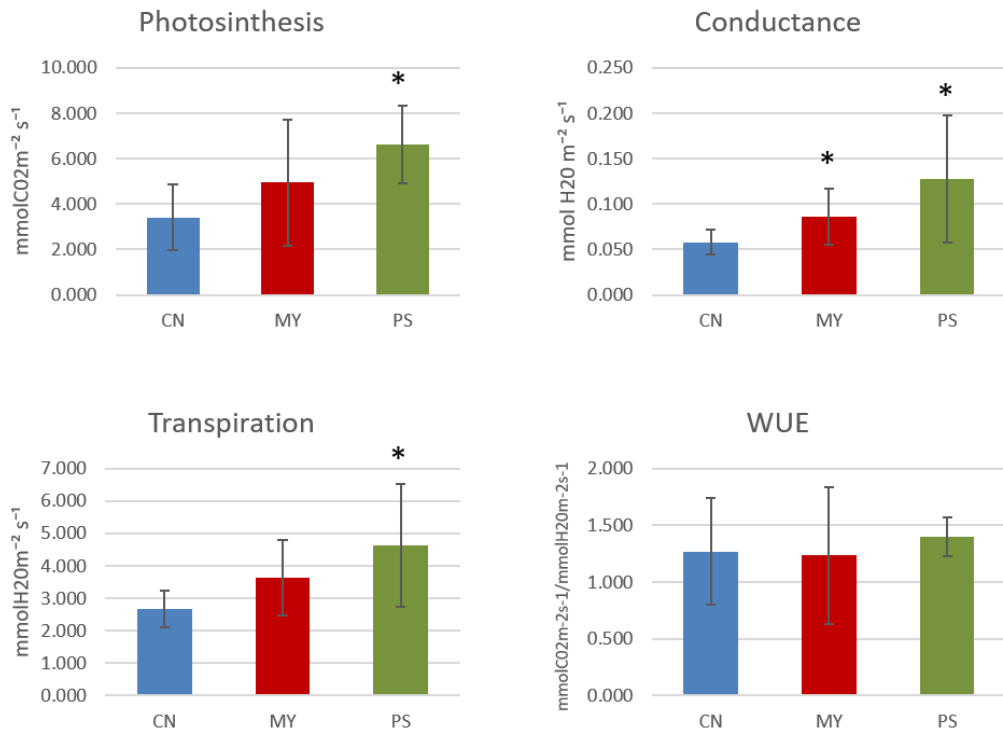 Photosinthesis
mmolC02m⁻² s⁻¹
10.000
8.000
6.000
4.000
2.000
0.000
*
CN MY PS
Conductance
mmol H20 m⁻² s⁻¹
0.250
0.200
0.150
0.100
0.050
0.000
*
*
CN MY PS
Transpiration
mmolH20m⁻² s⁻¹
7.000
6.000
5.000
4.000
3.000
2.000
1.000
0.000
*
CN MY PS
WUE
mmolC02m-2s-1/mmolH20m-2s-1
2.000
1.500
1.000
0.500
0.000
CN MY PS